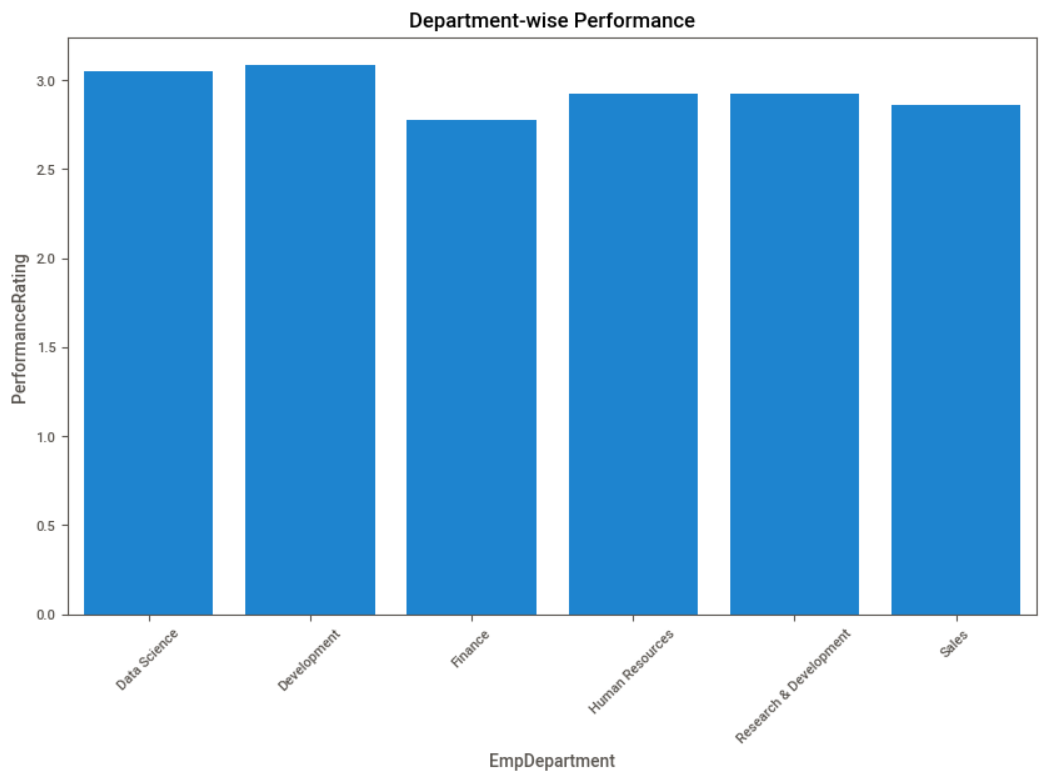 Department-wise Performance
PerformanceRating
3.0
2.5
2.0
1.5
1.0
0.5
0.0
Data Science
Development
Finance
Human Resources
Research & Development
Sales
EmpDepartment